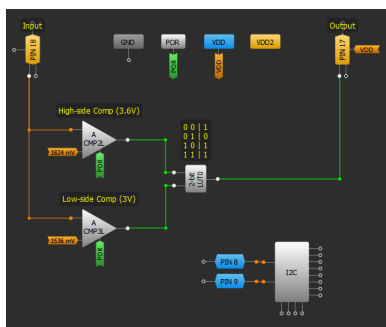 Input
Output
PIN 18
GND
POR
VDD
VDD2
PIN 17
VDD
POR
VDD
High-side Comp (3.6V)
A
CMP2L
1824 mV
POR
0 0 | 1
0 1 | 0
1 0 | 1
1 1 | 1
2-bit
LUT0
Low-side Comp (3V)
A
CMP3L
1536 mV
POR
PIN 8
PIN 9
I2C